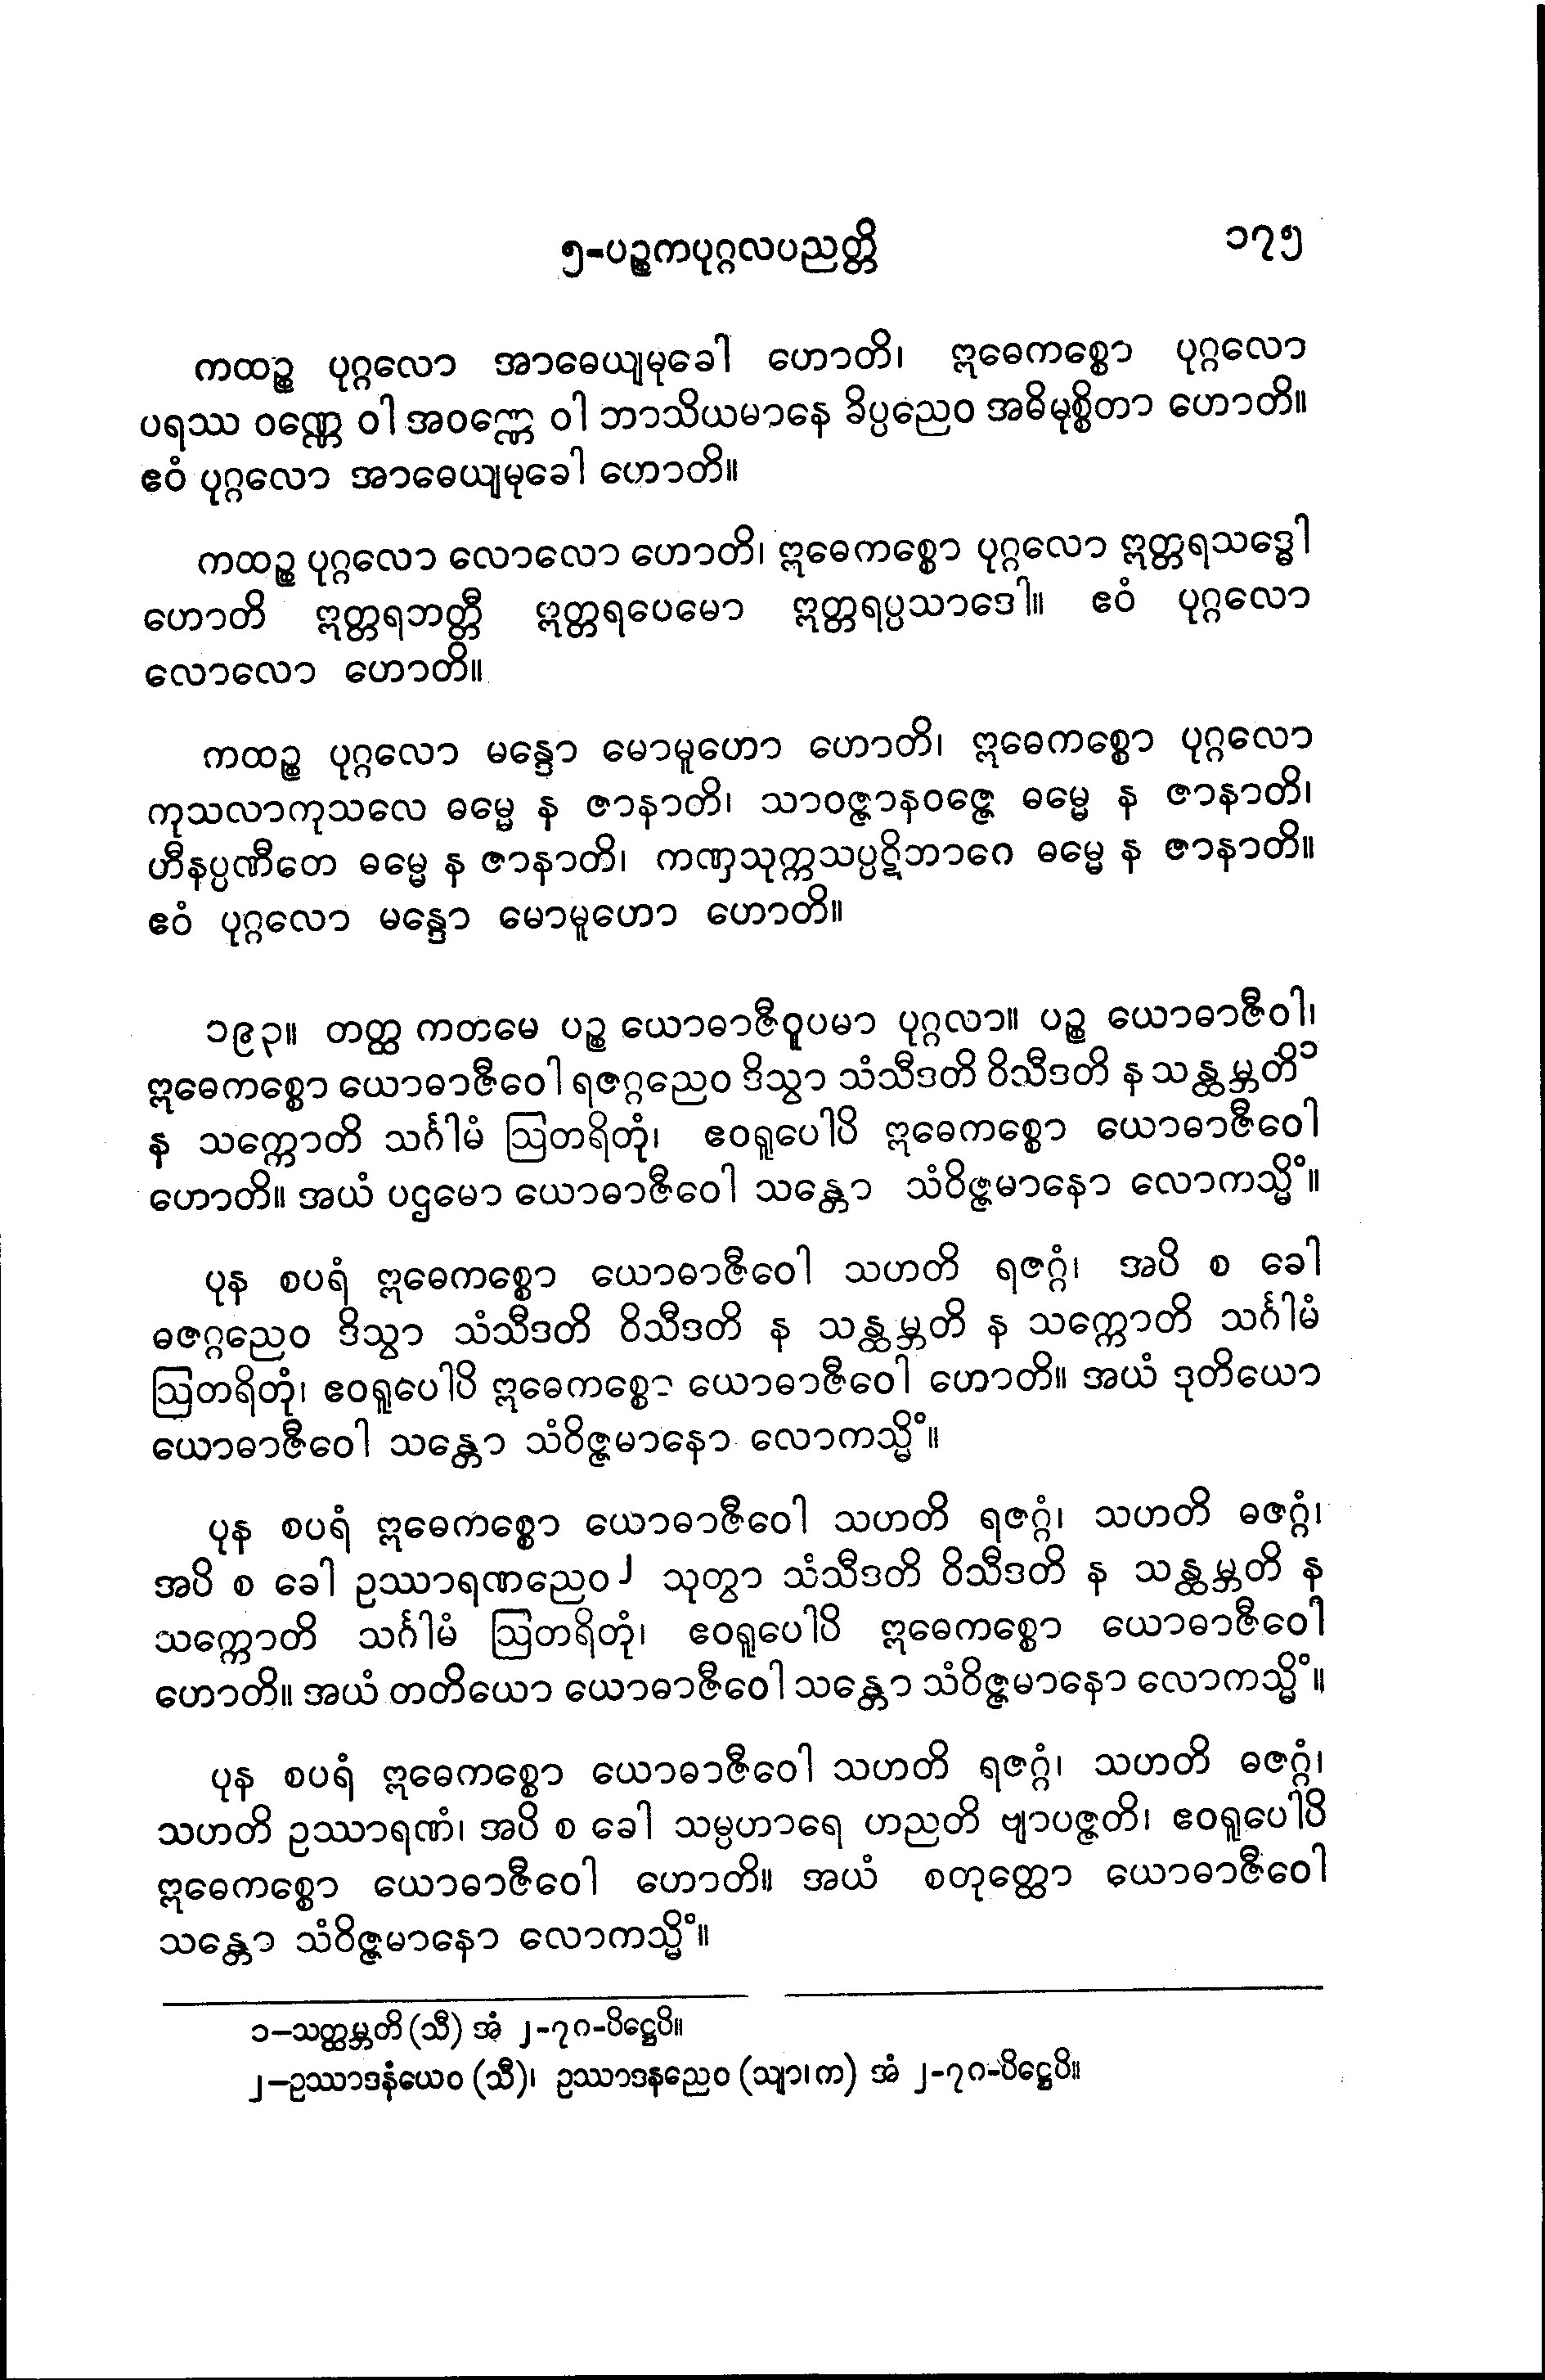 ၅-ပဉ္စကပုဂ္ဂလပညတ္တိ ၁၇၅
ကထဉ္စ ပုဂ္ဂလော အာဓေယျမုခေါ ဟောတိ၊ ဣဓေကစ္စော ပုဂ္ဂလော
ပရဿ ဝဏ္ဏေ ဝါ အဝဏ္ဏေ ဝါ ဘာသိယမာနေ ခိပ္ပညေဝ အဓိမုစ္စိတာ ဟောတိ။
ဧဝံ ပုဂ္ဂလော အာဓေယျမုခေါ ဟောတိ။
ကထဉ္စ ပုဂ္ဂလော လောလော ဟောတိ၊ ဣဓေကစ္စော ပုဂ္ဂလော ဣတ္တရသဒ္ဓေါ
ဟောတိ ဣတ္တရဘတ္တီ ဣတ္တရပေမော ဣတ္တရပ္ပသာဒေါ။ ဧဝံ ပုဂ္ဂလော
လောလော ဟောတိ။
ကထဉ္စ ပုဂ္ဂလော မန္ဒော မောမူဟော ဟောတိ၊ ဣဓေကစ္စော ပုဂ္ဂလော
ကုသလာကုသလေ ဓမ္မေ န ဇာနာတိ၊ သာဝဇ္ဇာနဝဇ္ဇေ ဓမ္မေ န ဇာနာတိ၊
ဟီနပ္ပဏီတေ ဓမ္မေ န ဇာနာတိ၊ ကဏှသုက္ကသပ္ပဋိဘာဂေ ဓမ္မေ န ဇာနာတိ။
ဧဝံ ပုဂ္ဂလော မန္ဒော မောမူဟော ဟောတိ။
၁၉၃။ တတ္ထ ကတမေ ပဉ္စ ယောဓာဇီဝူပမာ ပုဂ္ဂလာ။ ပဉ္စ ယောဓာဇီဝါ၊
ဣဓေကစ္စော ယောဓာဇီဝေါ ရဇဂ္ဂညေဝ ဒိသွာ သံသီဒတိ ဝိသီဒတိ န သန္ထမ္ဘတိ၁
န သက္ကောတိ သင်္ဂါမံ ဩတရိတုံ၊ ဧဝရူပေါပိ ဣဓေကစ္စော ယောဓာဇီဝေါ
ဟောတိ။ အယံ ပဌမော ယောဓာဇီဝေါ သန္တော သံဝိဇ္ဇမာနော လောကသ္မိံ။
ပုန စပရံ ဣဓေကစ္စော ယောဓာဇီဝေါ သဟတိ ရဇဂ္ဂံ၊ အပိ စ ခေါ
ဓဇဂ္ဂညေဝ ဒိသွာ သံသီဒတိ ဝိသီဒတိ န သန္ထမ္ဘတိ န သက္ကောတိ သင်္ဂါမံ
ဩတရိတုံ၊ ဧဝရူပေါပိ ဣဓေကစ္စော ယောဓာဇီဝေါ ဟောတိ။ အယံ ဒုတိယော
ယောဓာဇီဝေါ သန္တော သံဝိဇ္ဇမာနော လောကသ္မိံ။
ပုန စပရံ ဣဓေကစ္စော ယောဓာဇီဝေါ သဟတိ ရဇဂ္ဂံ၊ သဟတိ ဓဇဂ္ဂံ၊
အပိ စ ခေါ ဥဿာရဏညေဝ၂ သုတွာ သံသီဒတိ ဝိသီဒတိ န သန္ထမ္ဘတိ န
သက္ကောတိ သင်္ဂါမံ ဩတရိတုံ၊ ဧဝရူပေါပိ ဣဓေကစ္စော ယောဓာဇီဝေါ
ဟောတိ။ အယံ တတိယော ယောဓာဇီဝေါ သန္တော သံဝိဇ္ဇမာနော လောကသ္မိံ။
ပုန စပရံ ဣဓေကစ္စော ယောဓာဇီဝေါ သဟတိ ရဇဂ္ဂံ၊ သဟတိ ဓဇဂ္ဂံ၊
သဟတိ ဥဿာရဏံ၊ အပိ စ ခေါ သမ္ပဟာရေ ဟညတိ ဗျာပဇ္ဇတိ၊ ဧဝရူပေါပိ
ဣဓေကစ္စော ယောဓာဇီဝေါ ဟောတိ။ အယံ စတုတ္ထော ယောဓာဇီဝေါ
သန္တော သံဝိဇ္ဇမာနော လောကသ္မိံ။
၁–သတ္ထမ္ဘတိ (သီ) အံ ၂-၇၈-ပိဋ္ဌေပိ။
၂–ဥဿာဒနံယေဝ (သီ)၊ ဥဿာဒနညေဝ (သျာ၊က) အံ ၂-၇၈-ပိဋ္ဌေပိ။